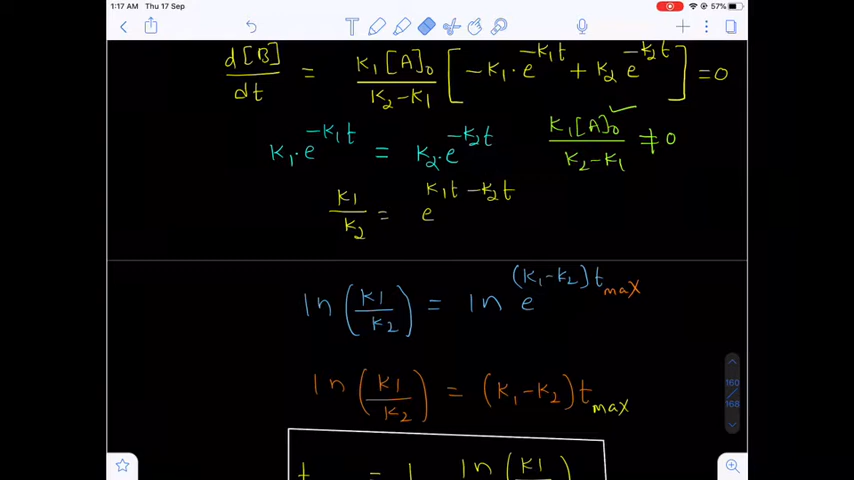 1:17 AM Thu 17 Sep 57%
d[B]/dt = K₁[A]₀/(K₂-K₁) [-K₁·e^(-K₁t) + K₂ e^(-K₂t)] = 0
K₁·e^(-K₁t) = K₂·e^(-K₂t) K₁[A]₀/(K₂-K₁) ≠ 0
K₁/K₂ = e^(K₁t-K₂t)
ln(K₁/K₂) = ln e^((K₁-K₂)t max)
ln(K₁/K₂) = (K₁-K₂)t max
160
168